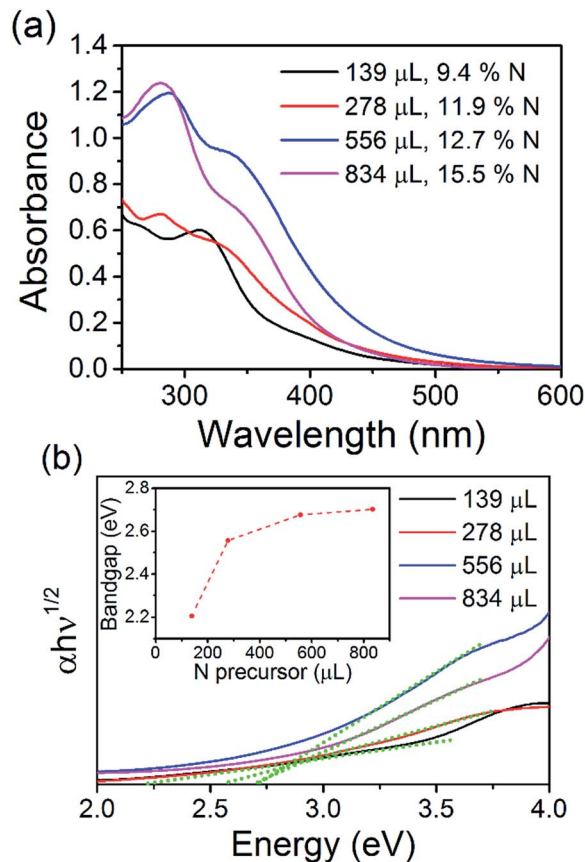 (a)
1.4
1.2
1.0
0.8
0.6
0.4
0.2
0.0
Absorbance
139 μL, 9.4 % N
278 μL, 11.9 % N
556 μL, 12.7 % N
834 μL, 15.5 % N
300 400 500 600
Wavelength (nm)
(b)
αhν^1/2
2.8
2.6
2.4
2.2
Bandgap (eV)
0 200 400 600 800
N precursor (μL)
139 μL
278 μL
556 μL
834 μL
2.0 2.5 3.0 3.5 4.0
Energy (eV)